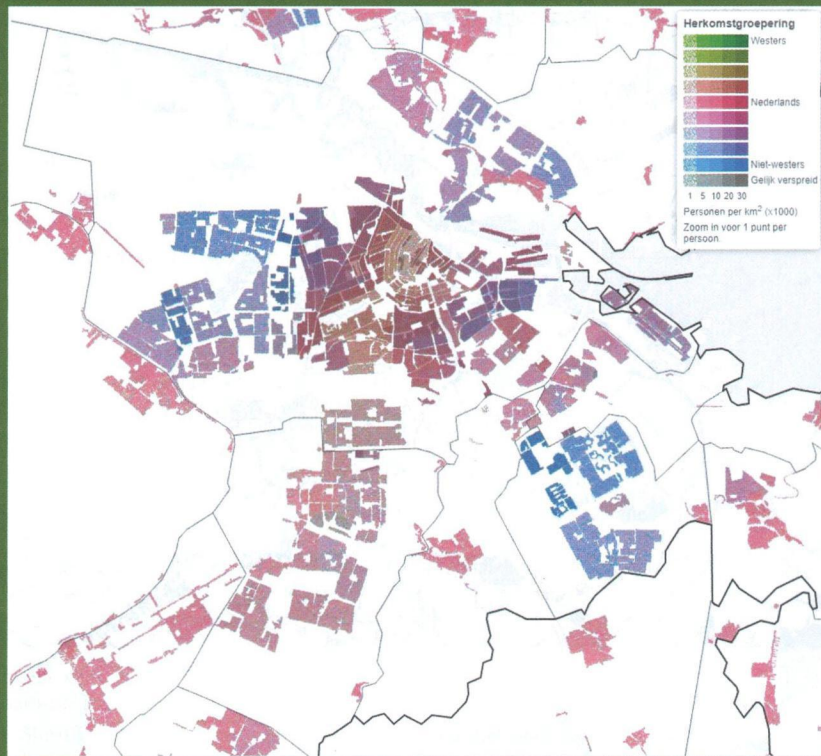 Herkomstgroepering
Westers
Nederlands
Niet-westers
Gelijk verspreid
1 5 10 20 30
Personen per km² (x1000)
Zoom in voor 1 punt per
persoon.